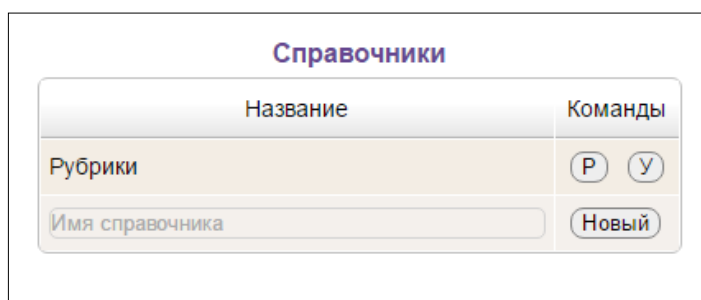 Справочники
Название Команды
Рубрики Р У
Имя справочника Новый